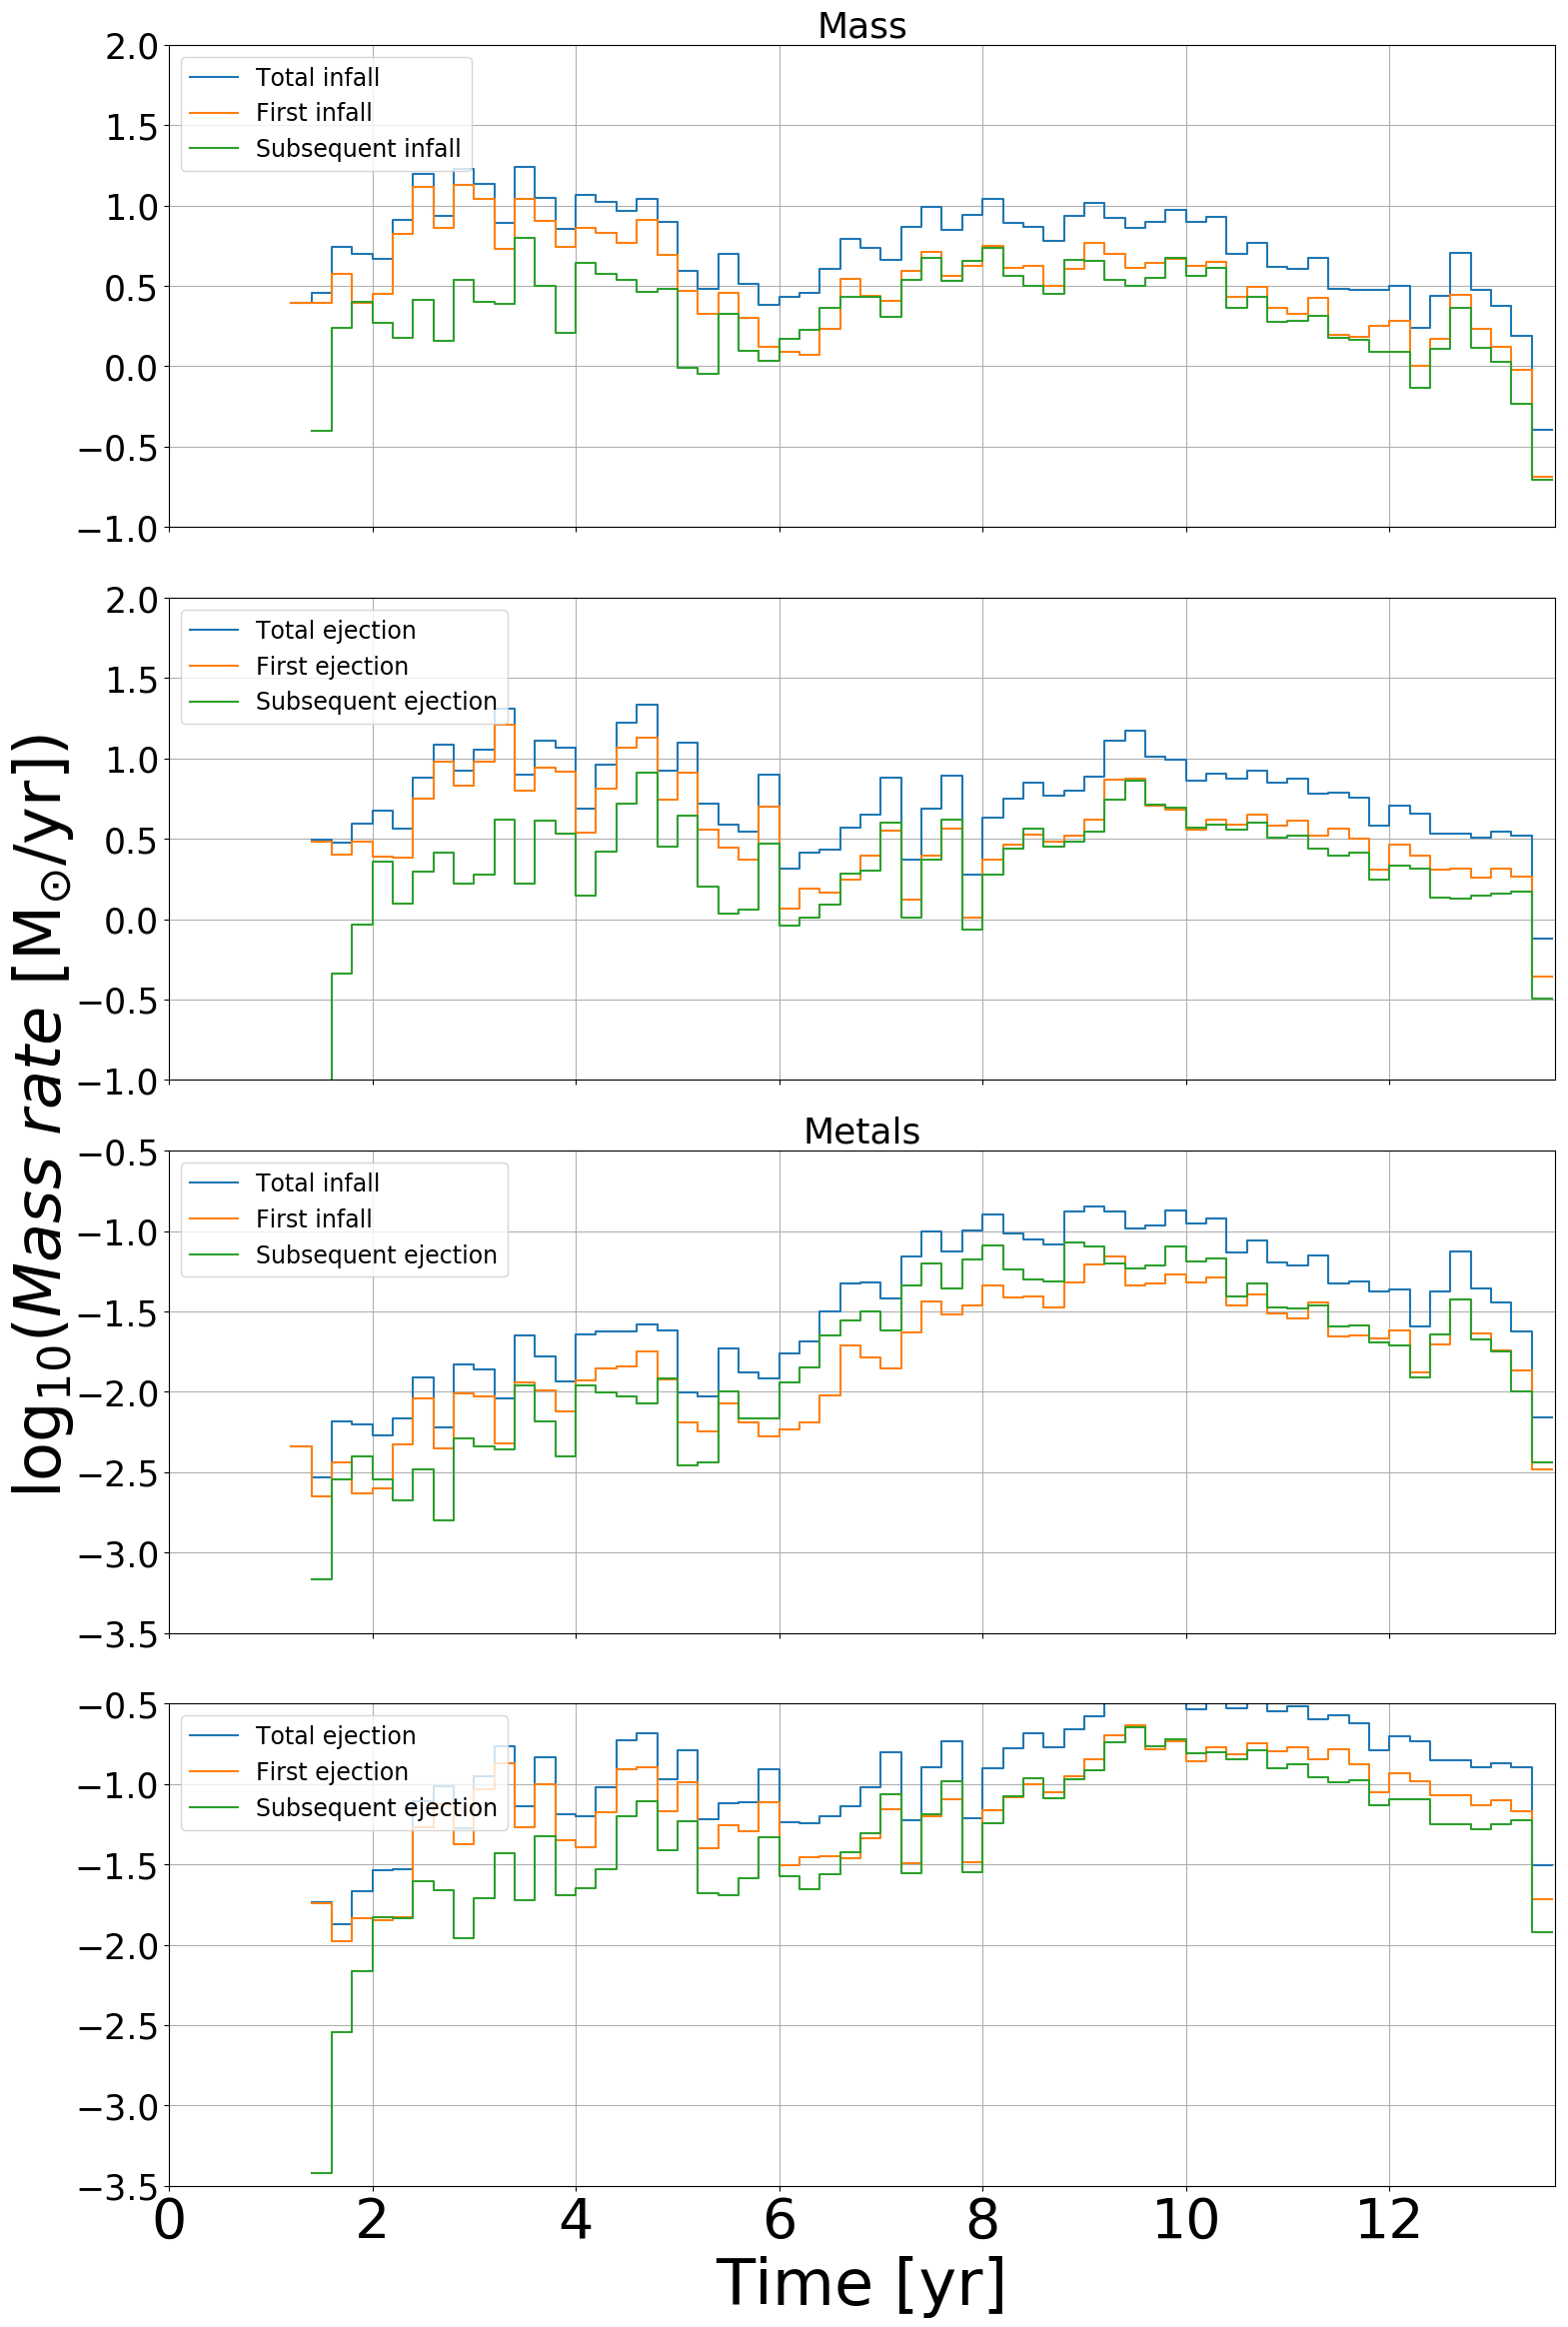 Mass
2.0
1.5
1.0
0.5
0.0
−0.5
−1.0
Total infall
First infall
Subsequent infall
2.0
1.5
1.0
0.5
0.0
−0.5
−1.0
Total ejection
First ejection
Subsequent ejection
log10(Mass rate [M⊙/yr])
Metals
−0.5
−1.0
−1.5
−2.0
−2.5
−3.0
−3.5
Total infall
First infall
Subsequent ejection
−0.5
−1.0
−1.5
−2.0
−2.5
−3.0
−3.5
Total ejection
First ejection
Subsequent ejection
0 2 4 6 8 10 12
Time [yr]